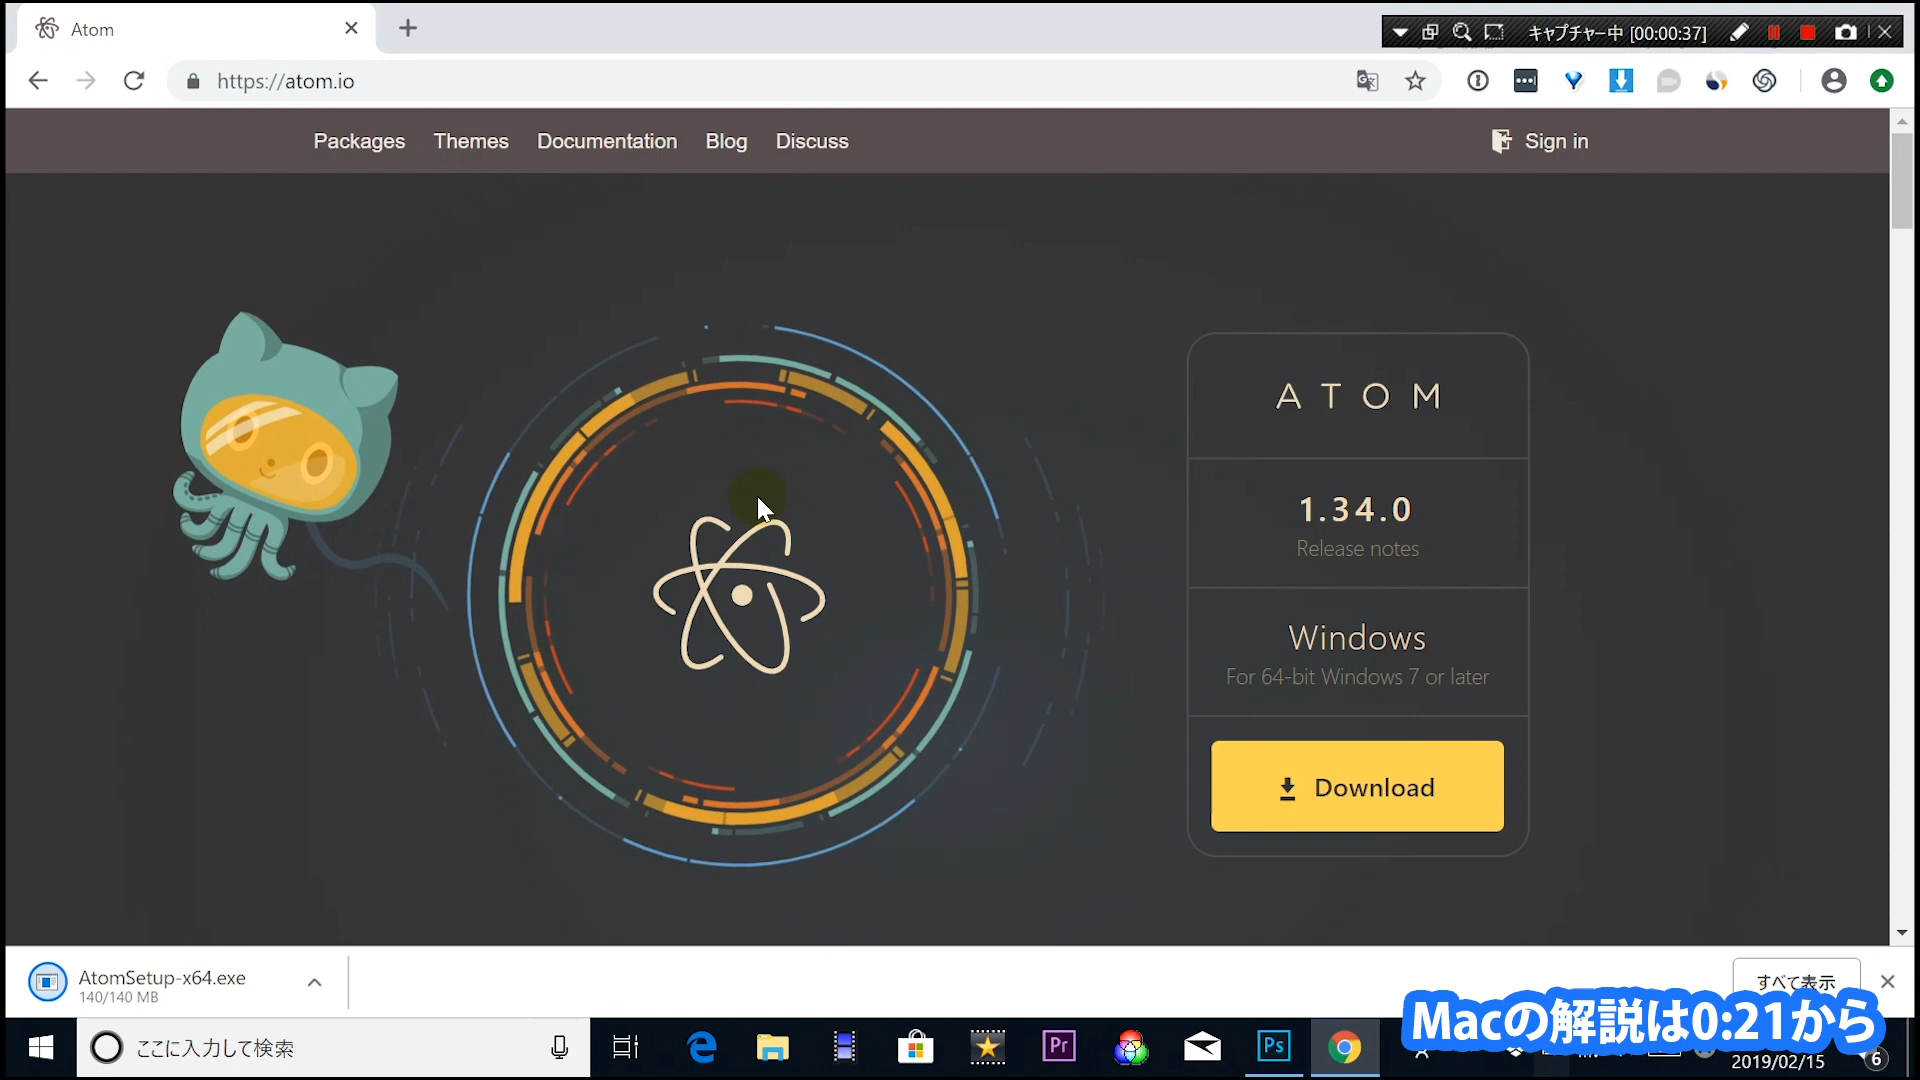 Atom
キャプチャー中 [00:00:37]
https://atom.io
Packages Themes Documentation Blog Discuss Sign in
ATOM
1.34.0
Release notes
Windows
For 64-bit Windows 7 or later
Download
AtomSetup-x64.exe
140/140 MB
すべて表示
Macの解説は0:21から
ここに入力して検索
Pr
Ps
2019/02/15
6